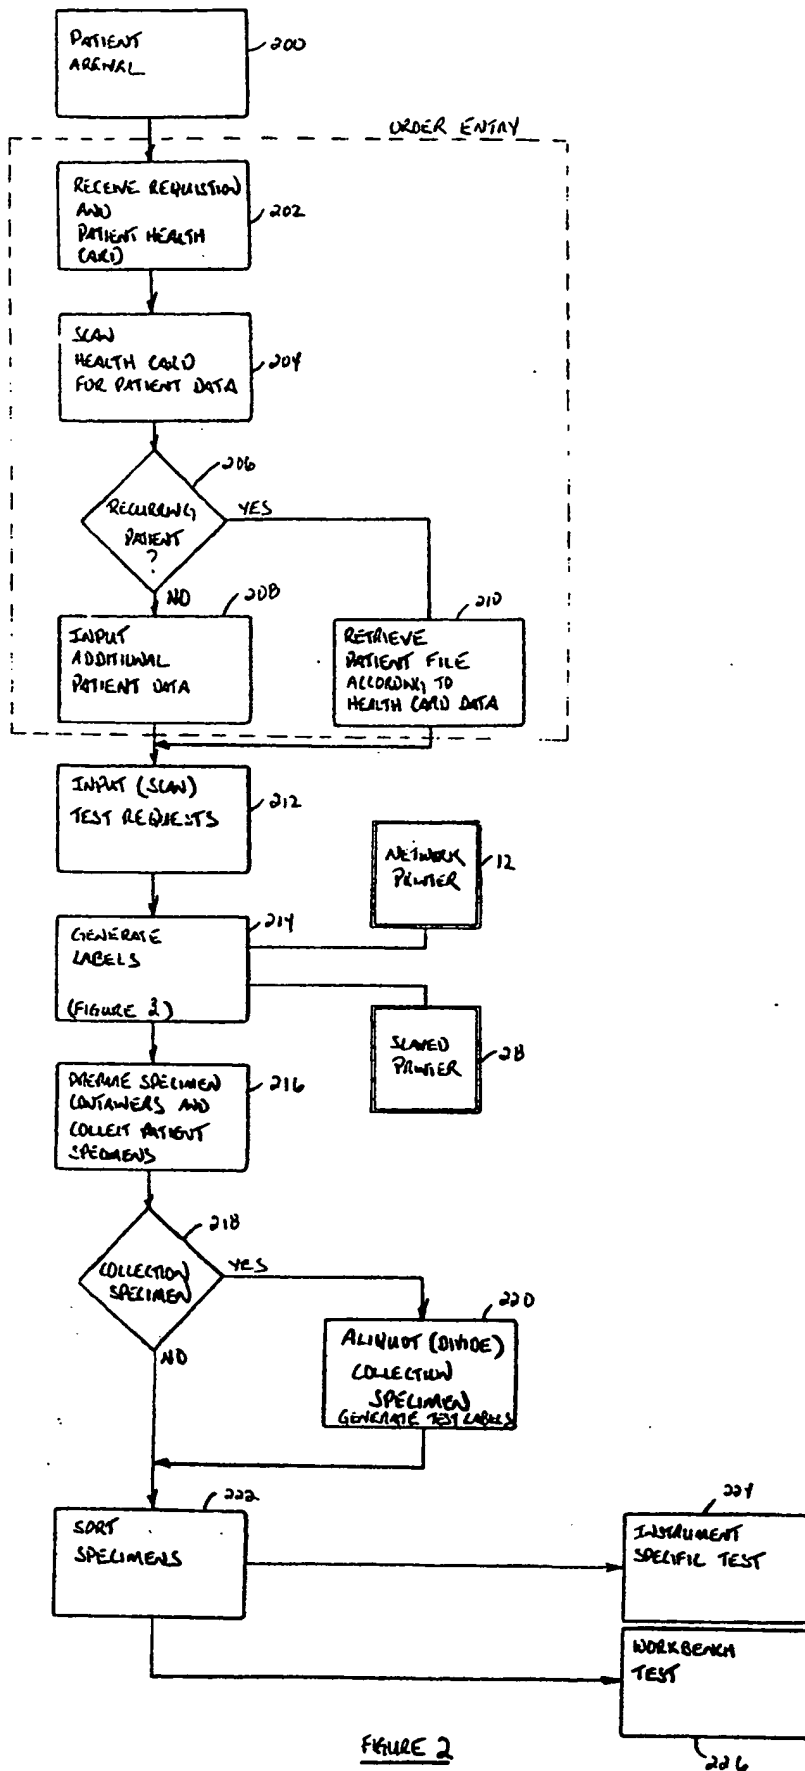 PATIENT
ARRIVAL
200
ORDER ENTRY
RECEIVE REQUISTION
AND
PATIENT HEALTH
CARD
202
SCAN
HEALTH CARD
FOR PATIENT DATA
204
206
RECURRING
PATIENT
?
YES
NO
208
INPUT
ADDITIONAL
PATIENT DATA
210
RETRIEVE
PATIENT FILE
ACCORDING TO
HEALTH CARD DATA
INPUT (SCAN)
TEST REQUESTS
212
NETWORK
PRINTER
12
GENERATE
LABELS
(FIGURE 3)
214
SLAVED
PRINTER
28
PREPARE SPECIMEN
CONTAINERS AND
COLLECT PATIENT
SPECIMENS
216
218
COLLECTION
SPECIMEN
YES
NO
220
ALIQUOT (DIVIDE)
COLLECTION
SPECIMEN
GENERATE TEST LABELS
222
SORT
SPECIMENS
224
INSTRUMENT
SPECIFIC TEST
WORKBENCH
TEST
226
FIGURE 2